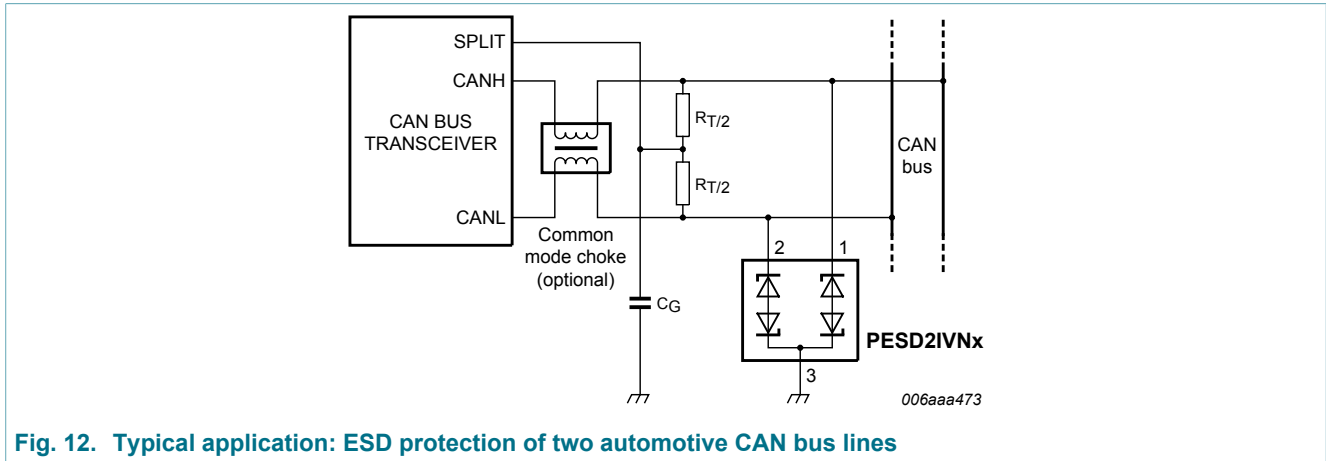 SPLIT
CANH
CAN BUS
TRANSCEIVER
CANL
RT/2
RT/2
CAN
bus
Common
mode choke
(optional)
CG
2
1
PESD2IVNx
3
006aaa473
Fig. 12. Typical application: ESD protection of two automotive CAN bus lines